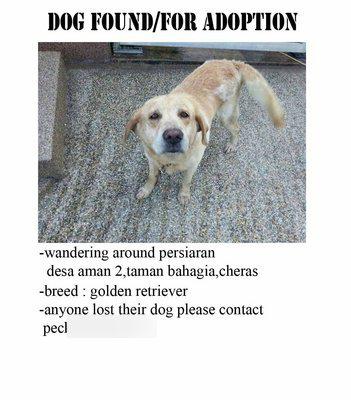 DOG FOUND/FOR ADOPTION
-wandering around persiaran
desa aman 2,taman bahagia,cheras
-breed : golden retriever
-anyone lost their dog please contact